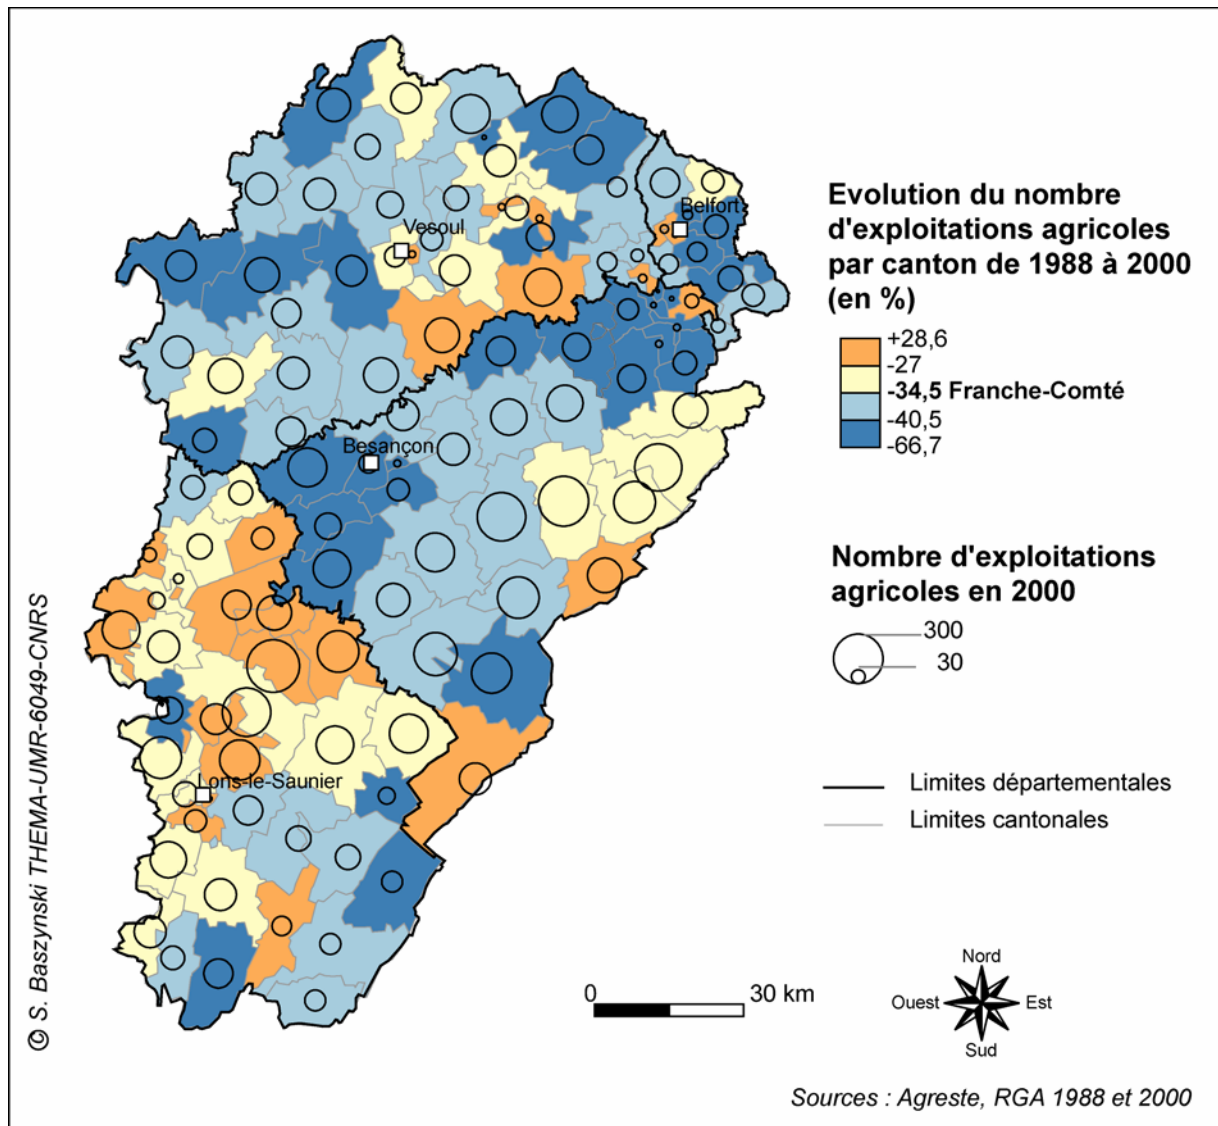 Evolution du nombre
d'exploitations agricoles
par canton de 1988 à 2000
(en %)
+28,6
-27
-34,5 Franche-Comté
-40,5
-66,7
Nombre d'exploitations
agricoles en 2000
300
30
Limites départementales
Limites cantonales
Belfort
Vesoul
Besançon
Lons-le-Saunier
0 30 km
Nord
Ouest Est
Sud
Sources : Agreste, RGA 1988 et 2000
© S. Baszynski THEMA-UMR-6049-CNRS